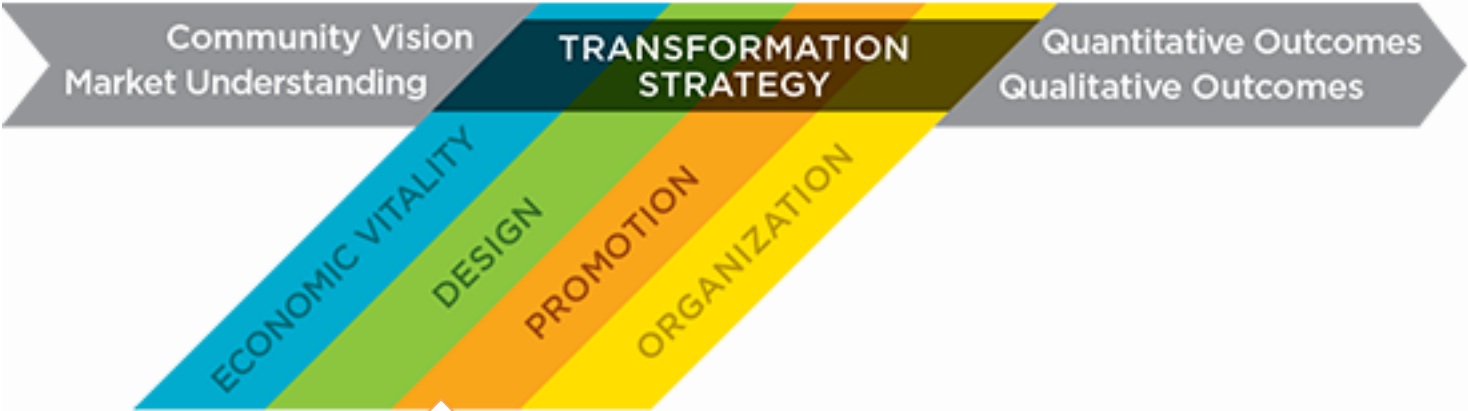 Community Vision
Market Understanding
TRANSFORMATION
STRATEGY
Quantitative Outcomes
Qualitative Outcomes
ECONOMIC VITALITY
DESIGN
PROMOTION
ORGANIZATION